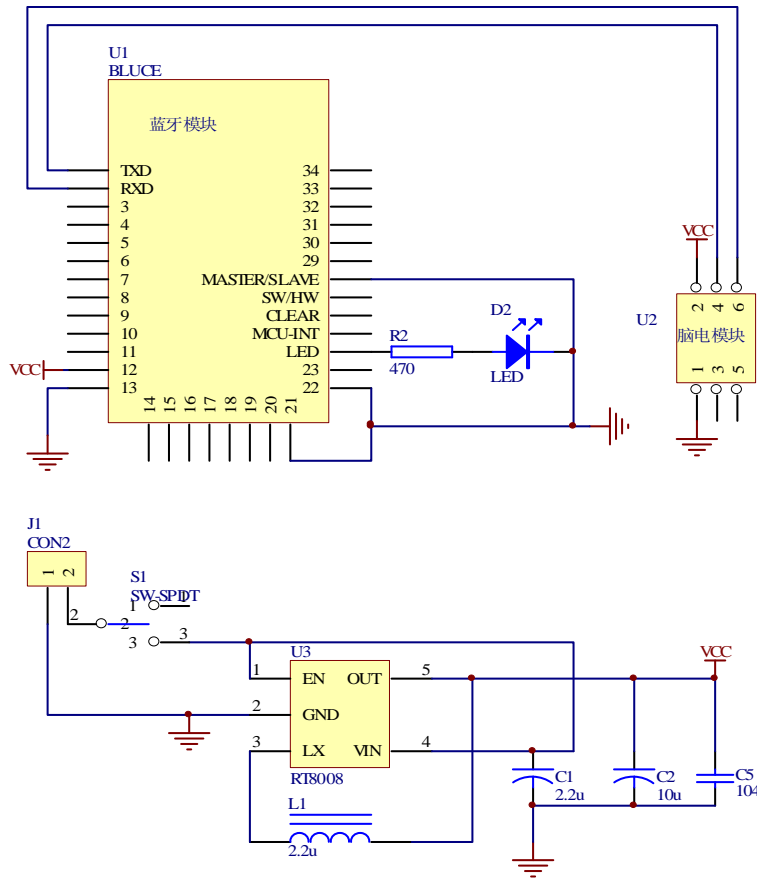 U1
BLUCE
蓝牙模块
TXD
RXD
3
4
5
6
7
8
9
10
11
12
13
VCC
34
33
32
31
30
29
MASTER/SLAVE
SW/HW
CLEAR
MCU-INT
LED
23
22
14
15
16
17
18
19
20
21
R2
470
D2
LED
VCC
U2
2
4
6
脑电模块
1
3
5
J1
CON2
1
2
S1
SW-SPDT
1
1
2
2
3
3
U3
1
EN
OUT
5
2
GND
3
LX
VIN
4
RT8008
L1
2.2u
VCC
C1
2.2u
C2
10u
C5
104